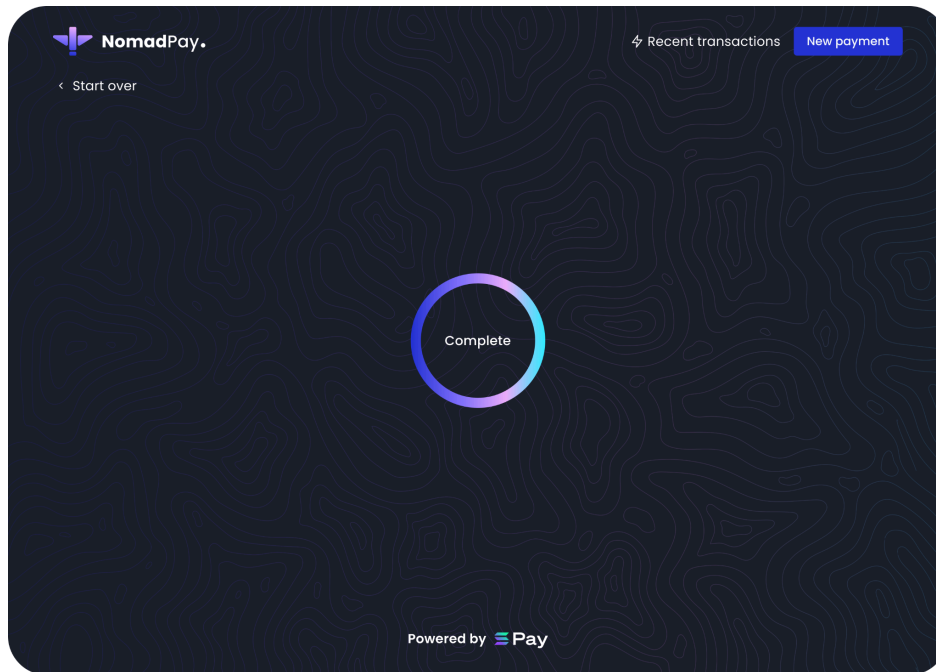 NomadPay.
Recent transactions
New payment
Start over
Complete
Powered by Pay